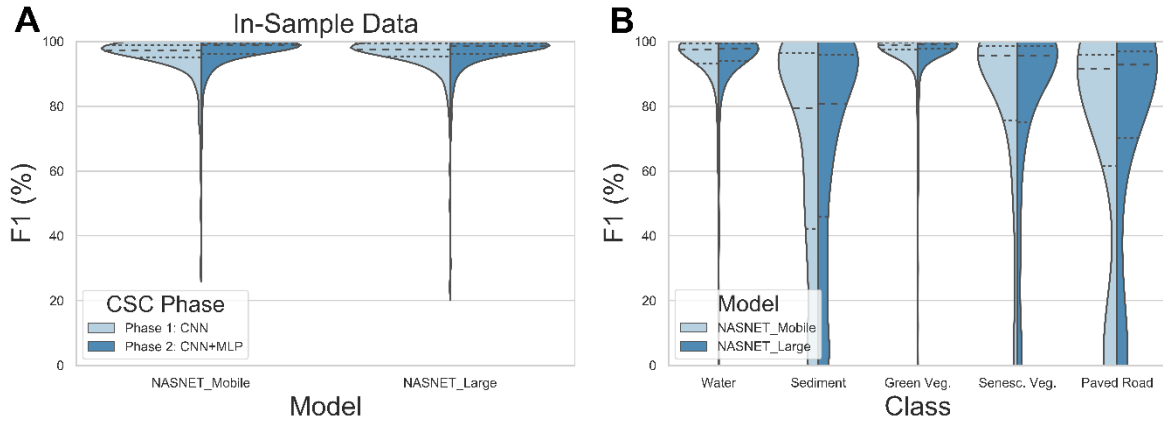 A
In-Sample Data
100
80
60
40
20
0
F1 (%)
CSC Phase
Phase 1: CNN
Phase 2: CNN+MLP
NASNET_Mobile
NASNET_Large
Model
B
100
80
60
40
20
0
F1 (%)
Model
NASNET_Mobile
NASNET_Large
Water
Sediment
Green Veg.
Senesc. Veg.
Paved Road
Class